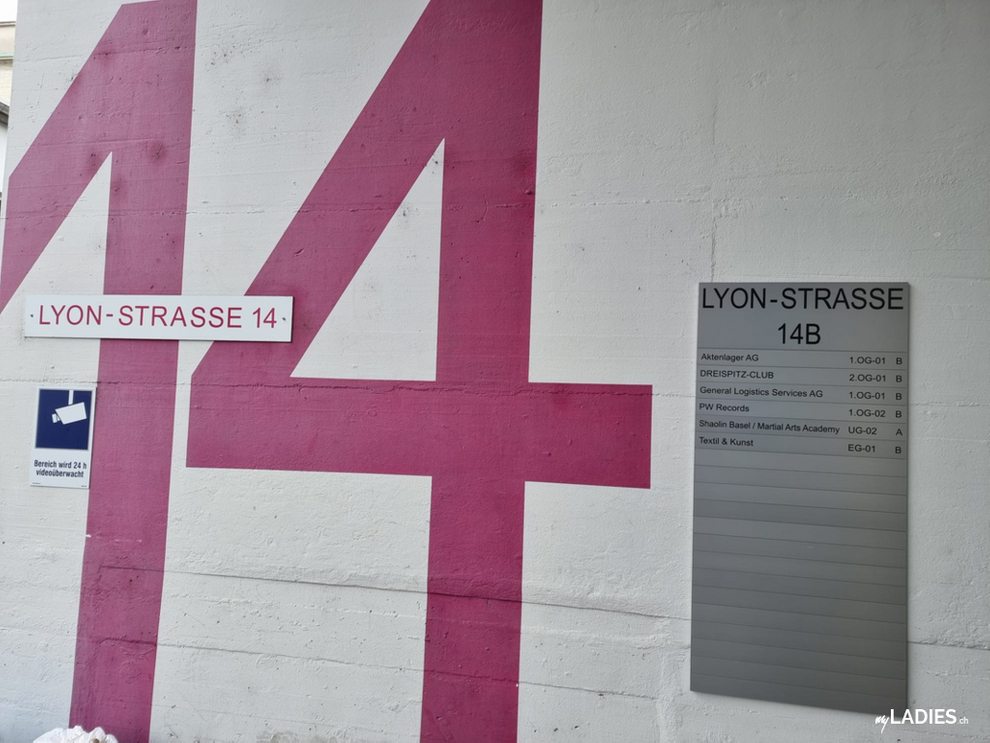 14
LYON-STRASSE 14
Bereich wird 24 h
videoüberwacht
LYON-STRASSE
14B
Aktenlager AG 1.OG-01 B
DREISPITZ-CLUB 2.OG-01 B
General Logistics Services AG 1.OG-01 B
PW Records 1.OG-02 B
Shaolin Basel / Martial Arts Academy UG-02 A
Textil & Kunst EG-01 B
myLADIES.ch